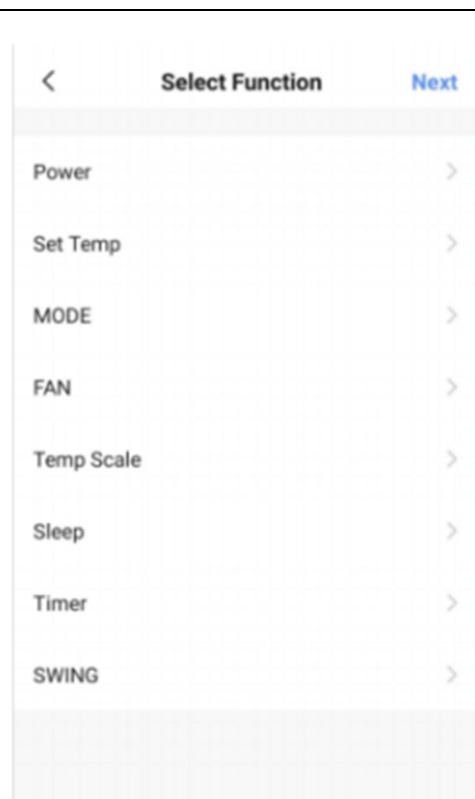 Select Function Next
Power
Set Temp
MODE
FAN
Temp Scale
Sleep
Timer
SWING